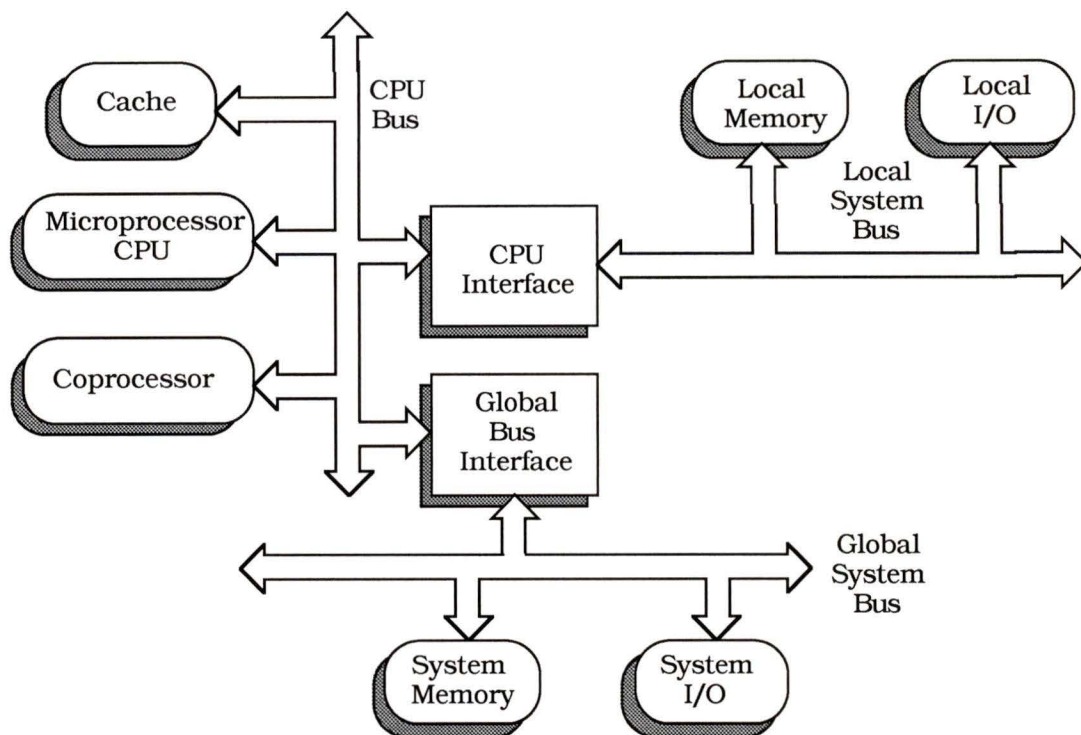 Cache
CPU
Bus
Local
Memory
Local
I/O
Local
System
Bus
Microprocessor
CPU
CPU
Interface
Coprocessor
Global
Bus
Interface
Global
System
Bus
System
Memory
System
I/O